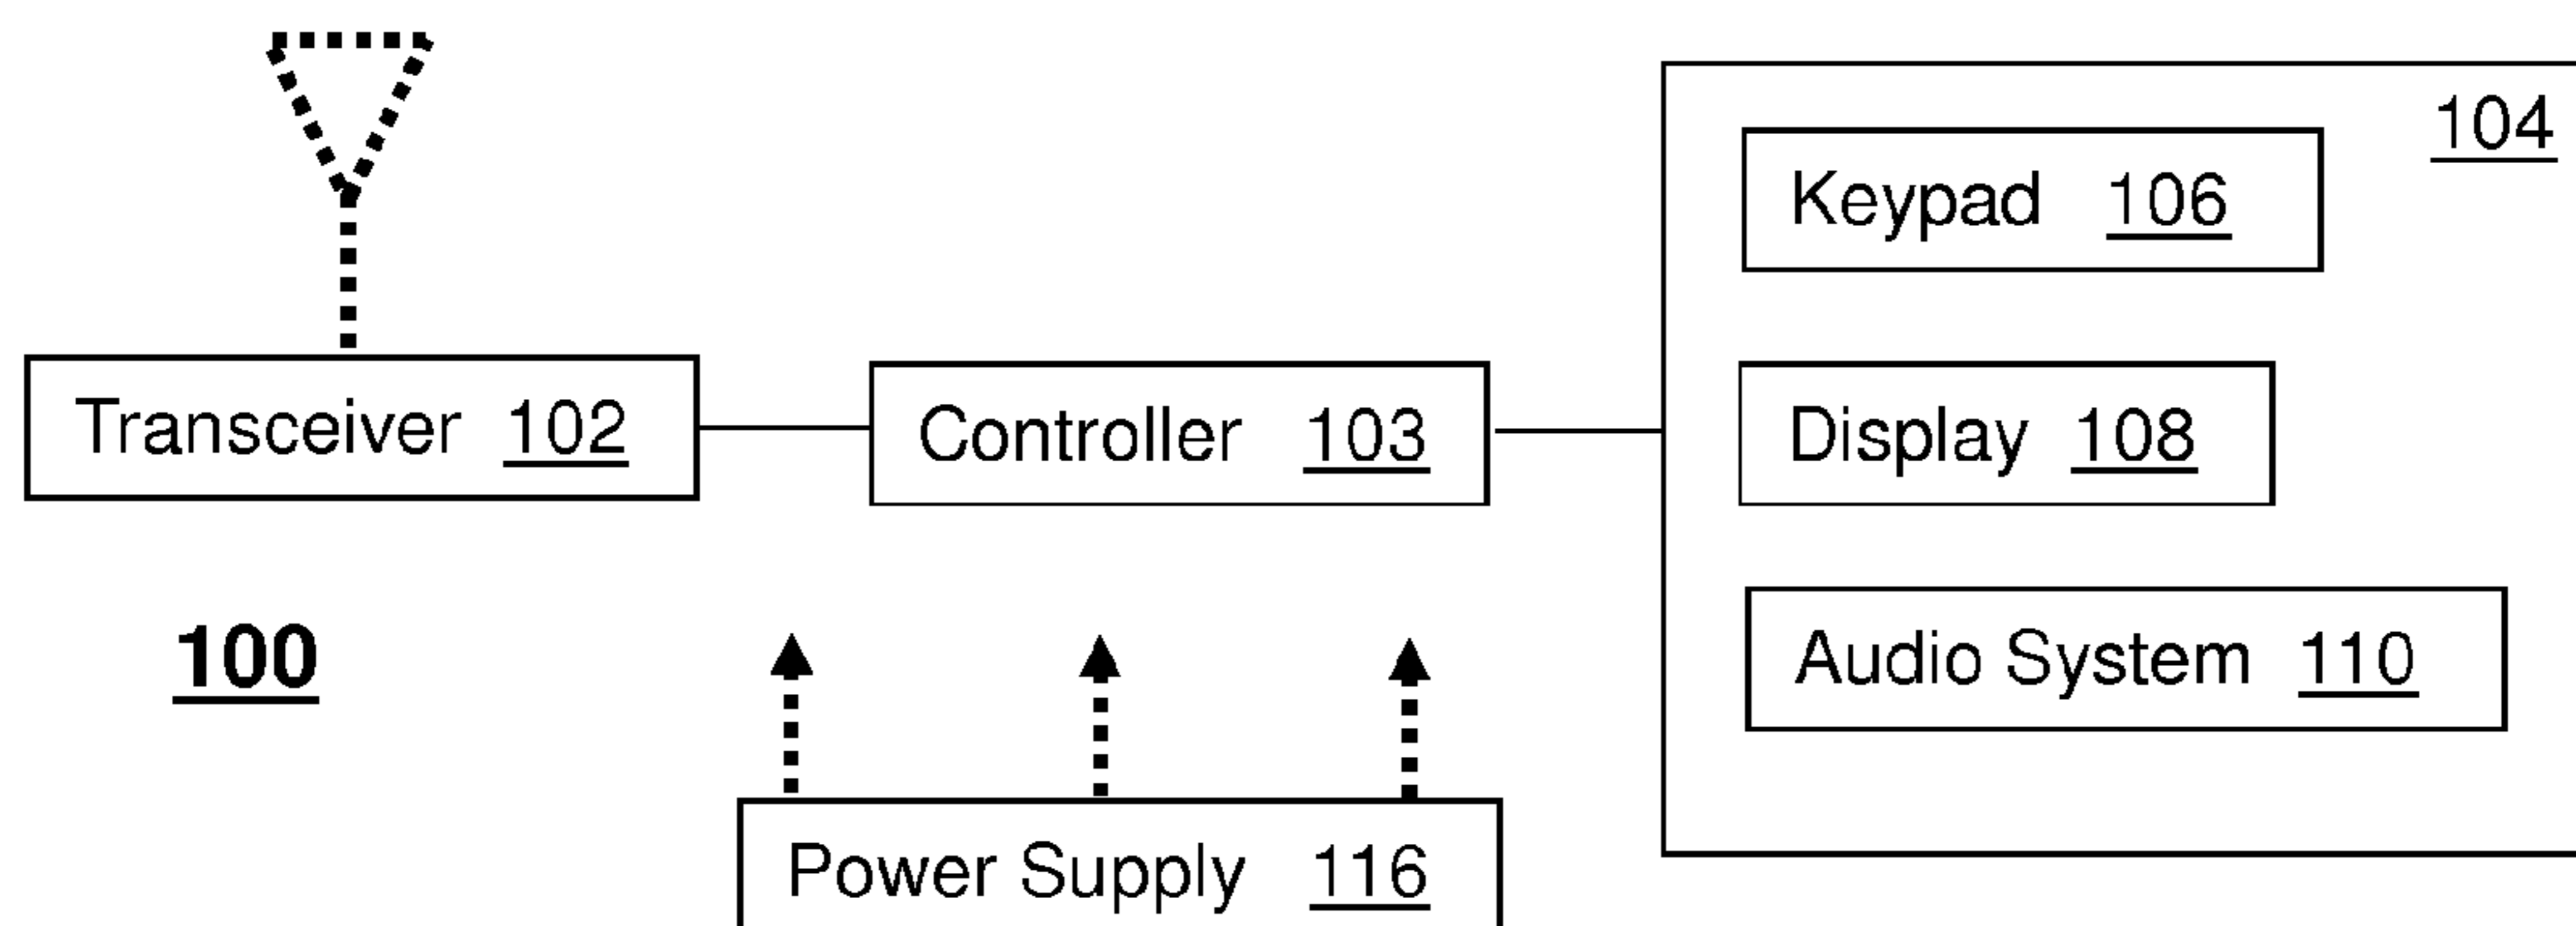 104
Keypad 106
Transceiver 102
Controller 103
Display 108
100
Audio System 110
Power Supply 116